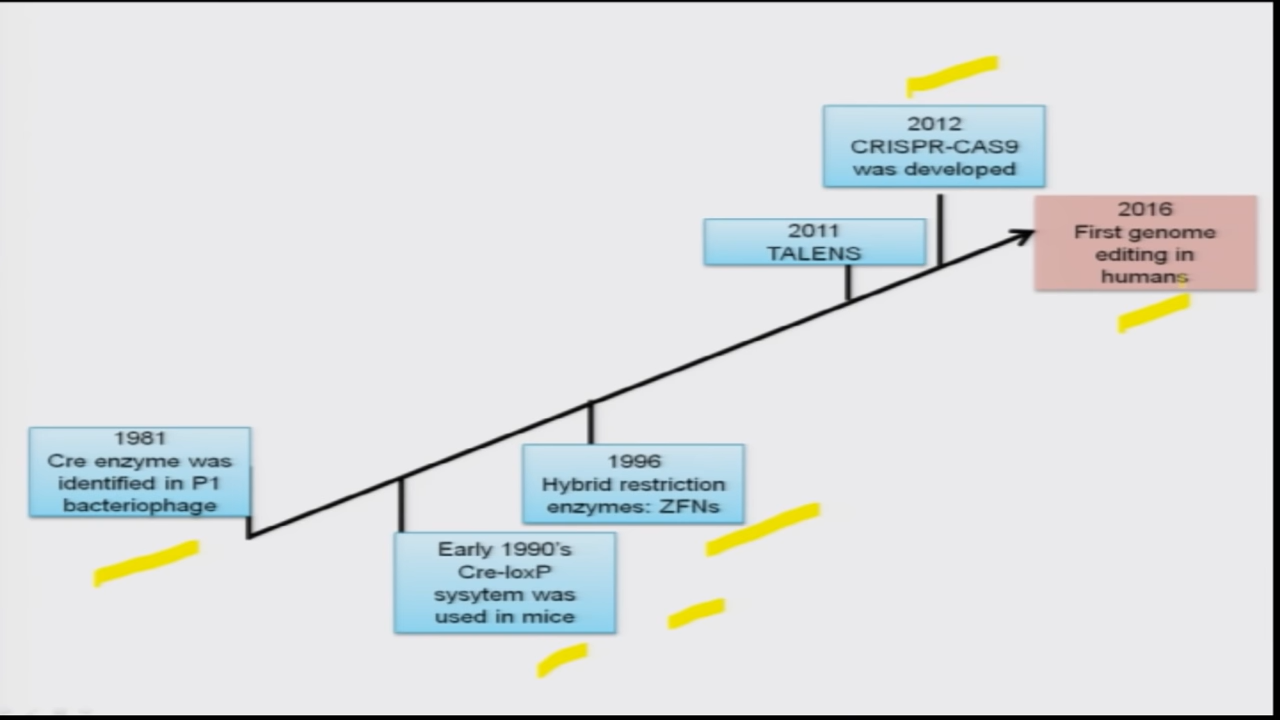 1981
Cre enzyme was
identified in P1
bacteriophage
Early 1990's
Cre-loxP
sysytem was
used in mice
1996
Hybrid restriction
enzymes: ZFNs
2011
TALENS
2012
CRISPR-CAS9
was developed
2016
First genome
editing in
humans